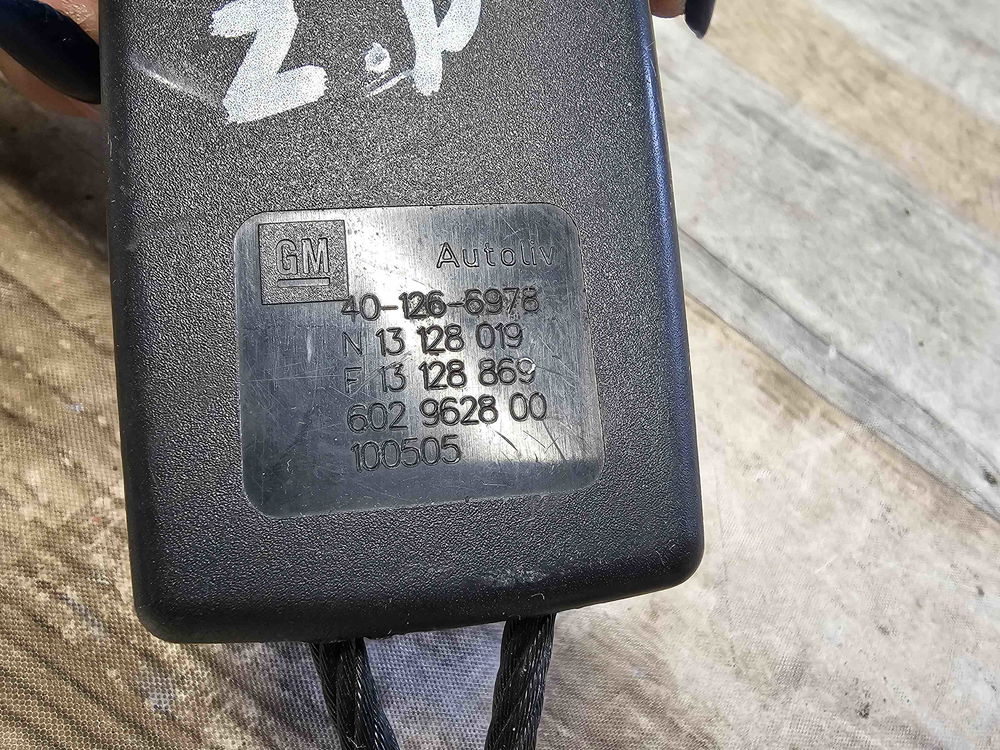 Z.P
GM Autoliv
40-126-6978
N 13 128 019
F 13 128 869
602 9628 00
100505